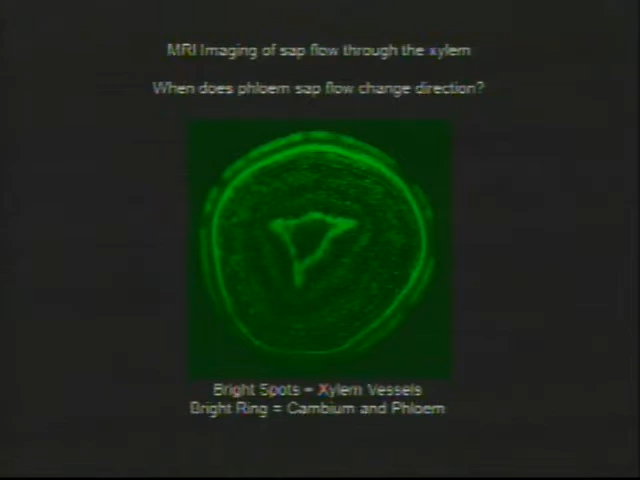 MRI Imaging of sap flow through the xylem
When does phloem sap flow change direction?
Bright Spots = Xylem Vessels
Bright Ring = Cambium and Phloem